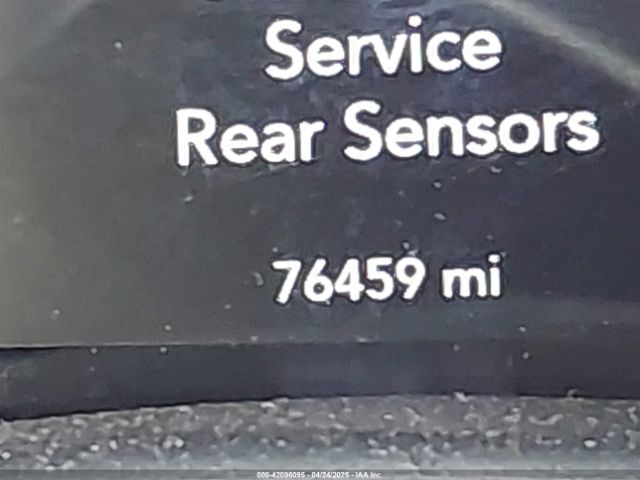 Service
Rear Sensors
76459 mi
000-42096095 - 04/24/2025 - IAA Inc.